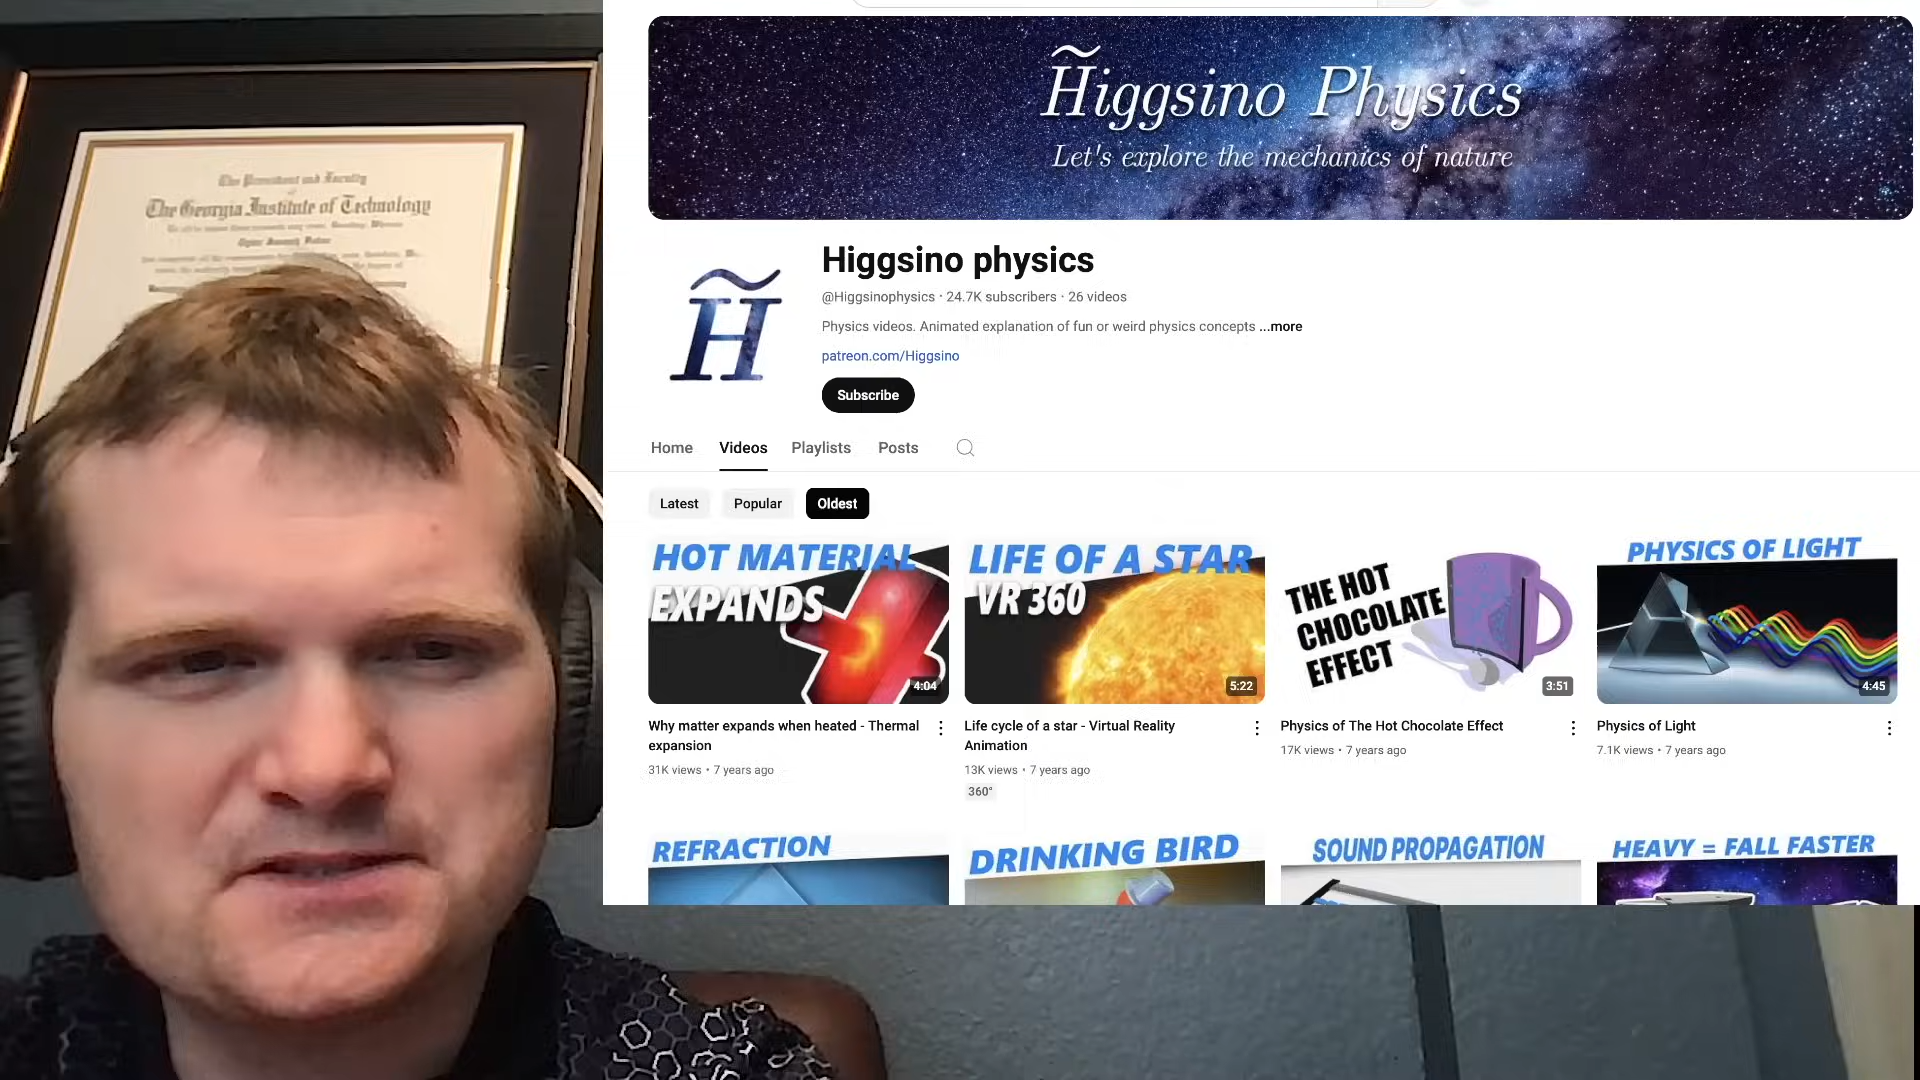 The President and Faculty
of
The Georgia Institute of Technology
H̃iggsino Physics
Let's explore the mechanics of nature
H̃
Higgsino physics
@Higgsinophysics · 24.7K subscribers · 26 videos
Physics videos. Animated explanation of fun or weird physics concepts ...more
patreon.com/Higgsino
Subscribe
Home Videos Playlists Posts
Latest Popular Oldest
HOT MATERIAL
EXPANDS
4:04
Why matter expands when heated - Thermal
expansion
31K views • 7 years ago
LIFE OF A STAR
VR 360
5:22
Life cycle of a star - Virtual Reality
Animation
13K views • 7 years ago
360°
THE HOT
CHOCOLATE
EFFECT
3:51
Physics of The Hot Chocolate Effect
17K views • 7 years ago
PHYSICS OF LIGHT
4:45
Physics of Light
7.1K views • 7 years ago
REFRACTION
DRINKING BIRD
SOUND PROPAGATION
HEAVY = FALL FASTER